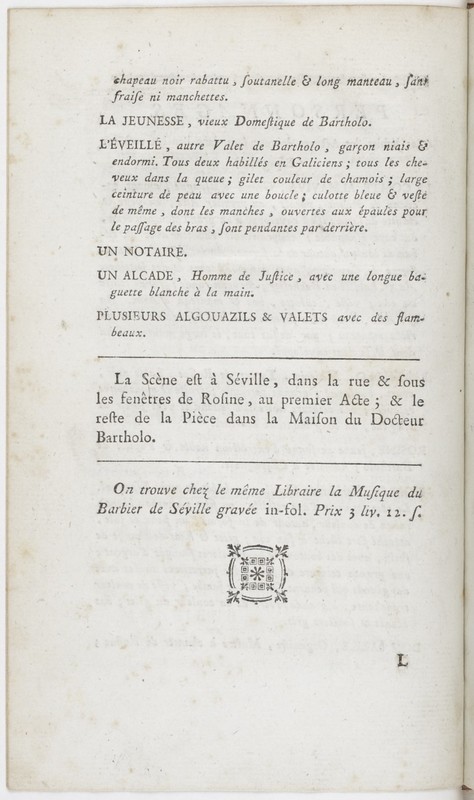 chapeau noir rabattu, ſoutanelle & long manteau, ſans
fraiſe ni manchettes.
LA JEUNESSE, vieux Domeſtique de Bartholo.
L'ÉVEILLÉ, autre Valet de Bartholo, garçon niais &
endormi. Tous deux habillés en Galiciens; tous les che-
veux dans la queue; gilet couleur de chamois; large
ceinture de peau avec une boucle; culotte bleue & veſte
de même, dont les manches, ouvertes aux épaules pour
le paſſage des bras, ſont pendantes par derrière.
UN NOTAIRE.
UN ALCADE, Homme de Juſtice, avec une longue ba-
guette blanche à la main.
PLUSIEURS ALGOUAZILS & VALETS avec des flam-
beaux.
La Scène eſt à Séville, dans la rue & ſous
les fenêtres de Roſine, au premier Acte; & le
reſte de la Pièce dans la Maiſon du Docteur
Bartholo.
On trouve chez le même Libraire la Muſique du
Barbier de Séville gravée in-fol. Prix 3 liv. 12. ſ.
L